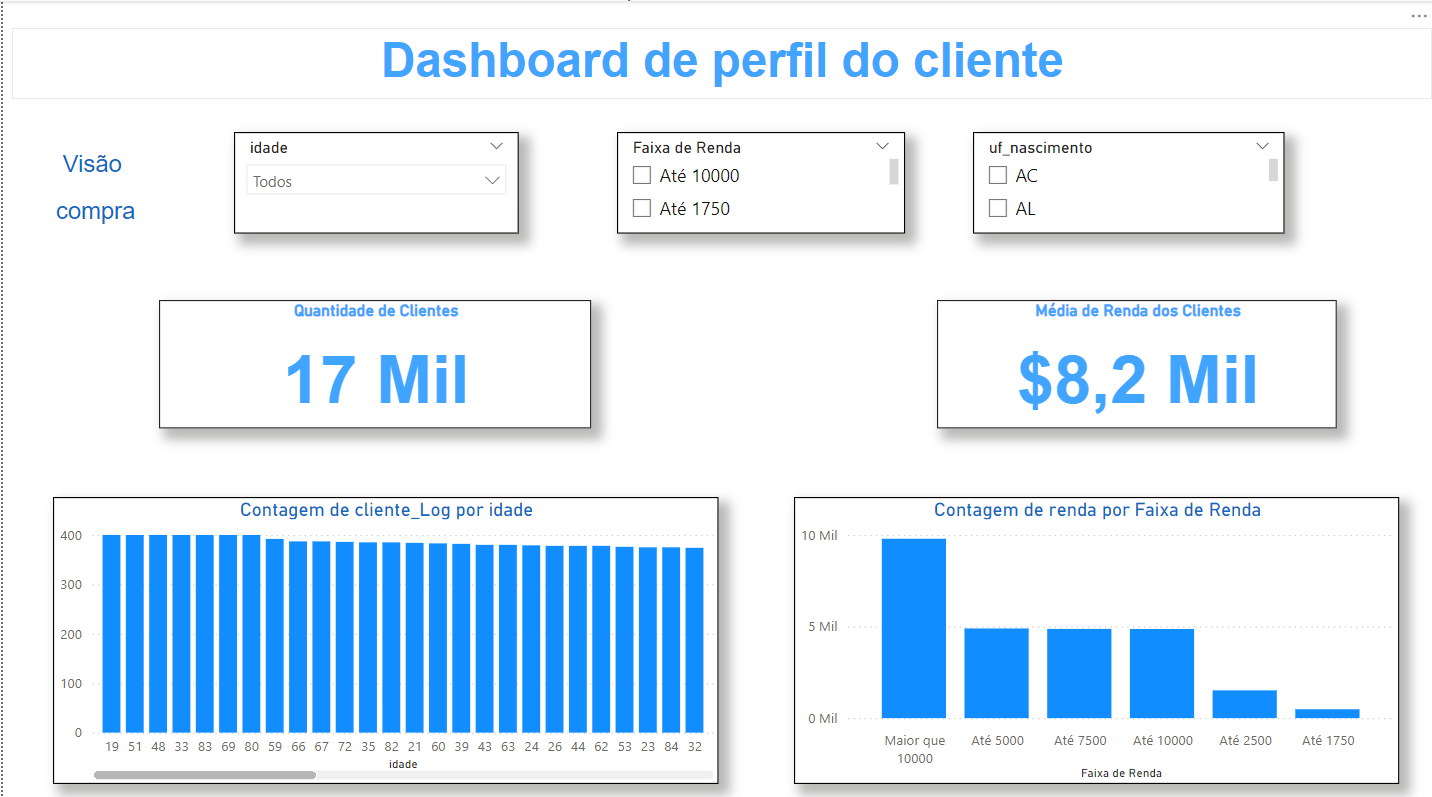 Dashboard de perfil do cliente
Visão
compra
idade
Todos
Faixa de Renda
Até 10000
Até 1750
uf_nascimento
AC
AL
Quantidade de Clientes
17 Mil
Média de Renda dos Clientes
$8,2 Mil
Contagem de cliente_Log por idade
400
300
200
100
0
19 51 48 33 83 69 80 59 66 67 72 35 82 21 60 39 43 63 24 26 44 62 53 23 84 32
idade
Contagem de renda por Faixa de Renda
10 Mil
5 Mil
0 Mil
Maior que
10000
Até 5000
Até 7500
Até 10000
Até 2500
Até 1750
Faixa de Renda